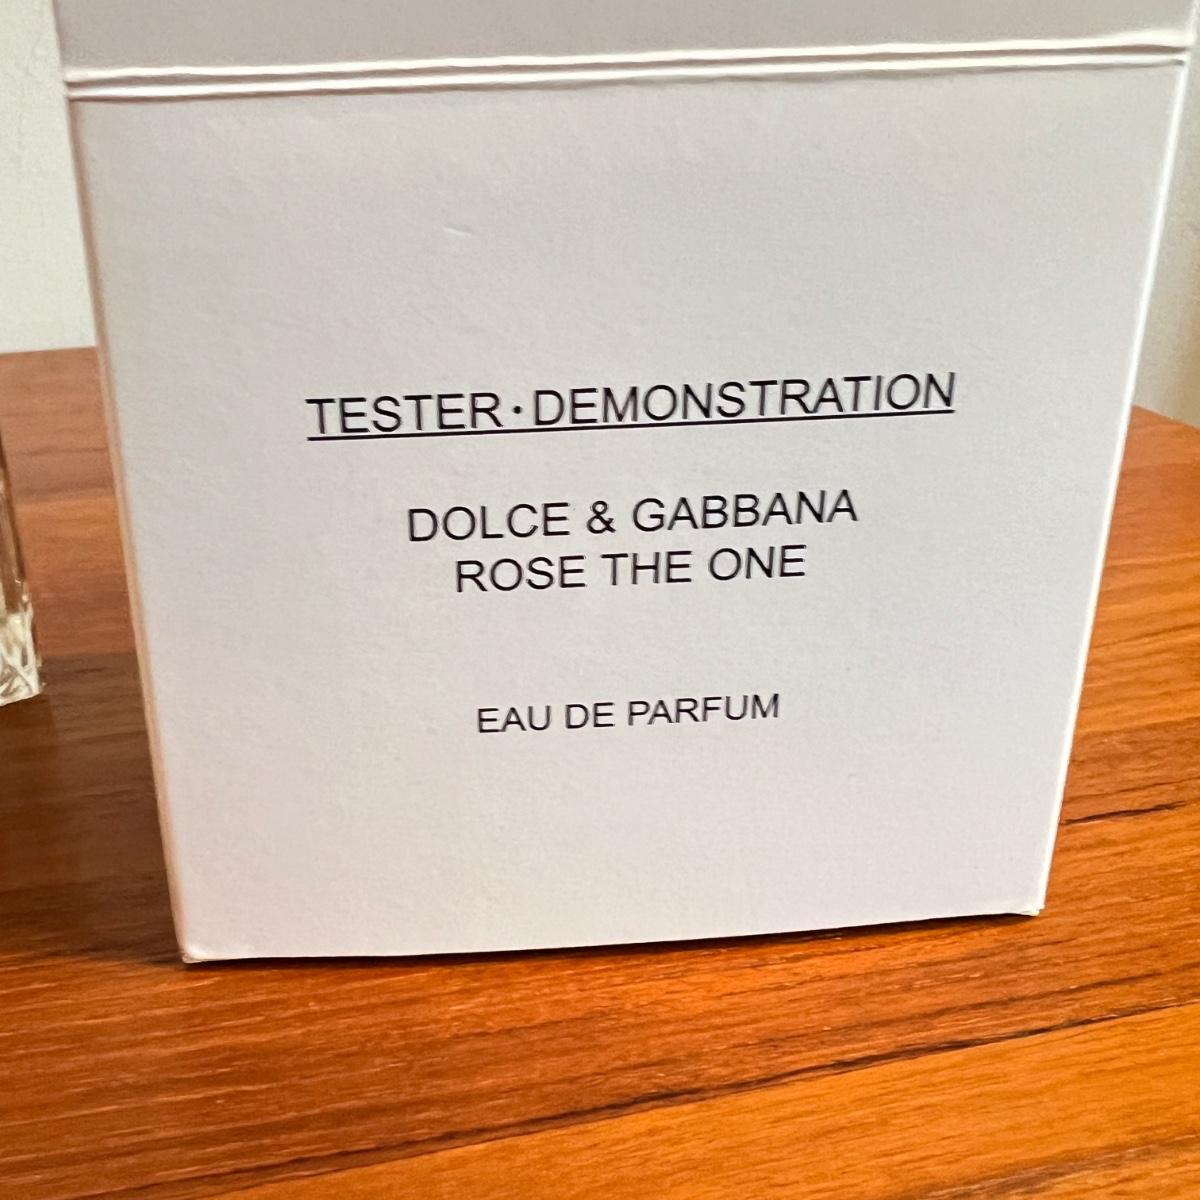 TESTER · DEMONSTRATION
DOLCE & GABBANA
ROSE THE ONE
EAU DE PARFUM